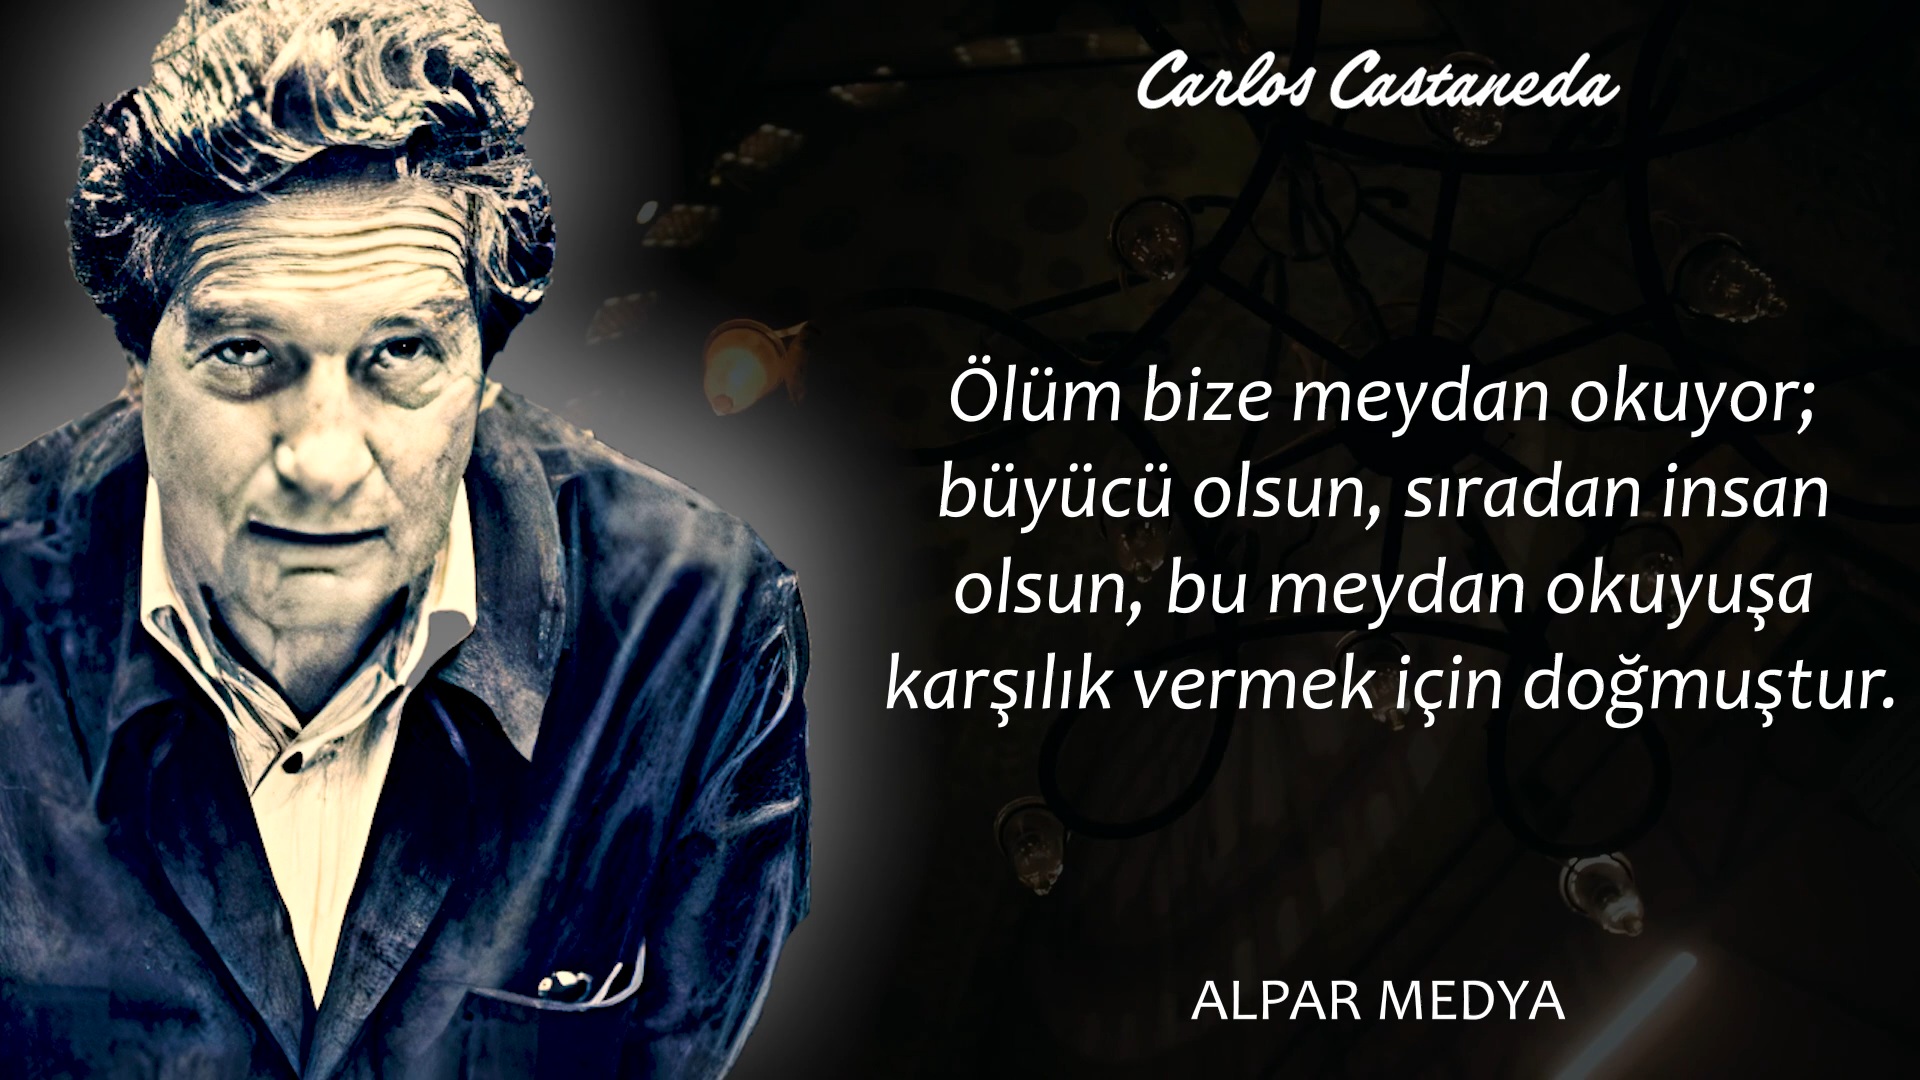 Carlos Castaneda
Ölüm bize meydan okuyor;
büyücü olsun, sıradan insan
olsun, bu meydan okuyuşa
karşılık vermek için doğmuştur.
ALPAR MEDYA